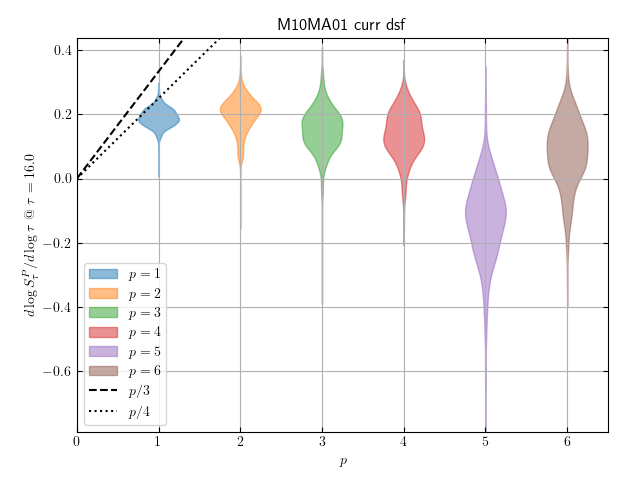 M10MA01 curr dsf
d log S_τ^P / d log τ @ τ = 16.0
0.4
0.2
0.0
−0.2
−0.4
−0.6
p = 1
p = 2
p = 3
p = 4
p = 5
p = 6
p/3
p/4
0 1 2 3 4 5 6
p